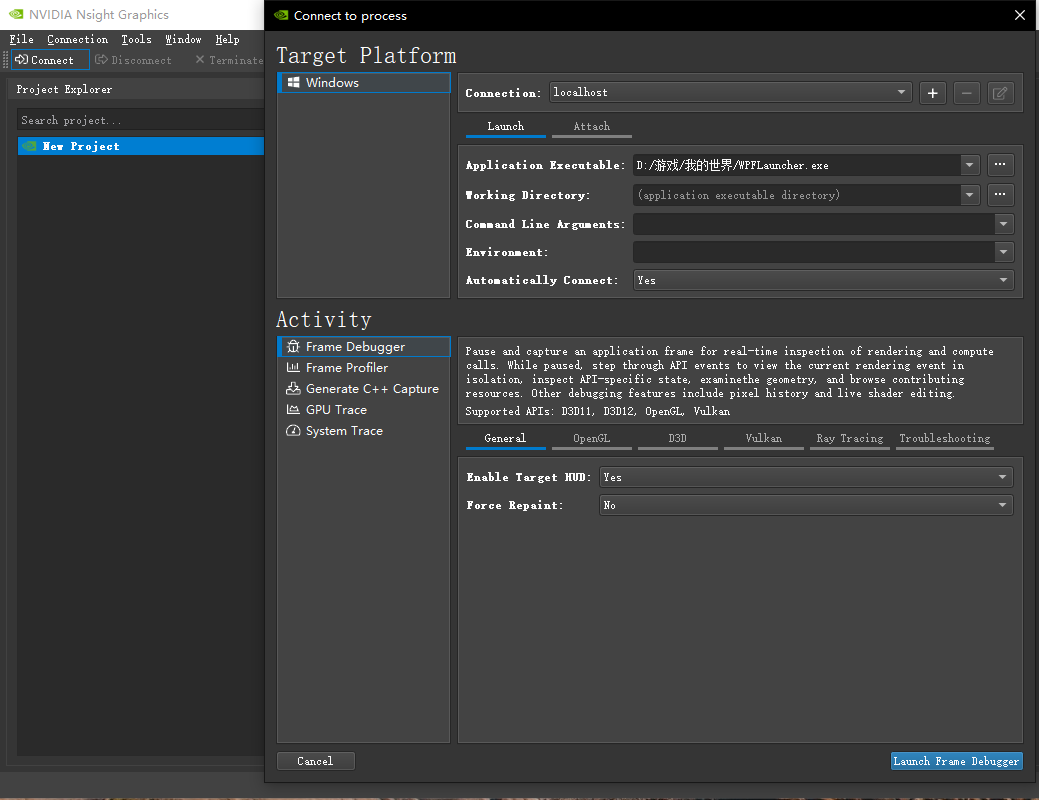 NVIDIA Nsight Graphics
File Connection Tools Window Help
Connect Disconnect Terminate
Project Explorer
Search project...
New Project
Connect to process
Target Platform
Windows
Connection: localhost
Launch Attach
Application Executable: D:/游戏/我的世界/WPFLauncher.exe
Working Directory: (application executable directory)
Command Line Arguments:
Environment:
Automatically Connect: Yes
Activity
Frame Debugger
Frame Profiler
Generate C++ Capture
GPU Trace
System Trace
Pause and capture an application frame for real-time inspection of rendering and compute
calls. While paused, step through API events to view the current rendering event in
isolation, inspect API-specific state, examinethe geometry, and browse contributing
resources. Other debugging features include pixel history and live shader editing.
Supported APIs: D3D11, D3D12, OpenGL, Vulkan
General OpenGL D3D Vulkan Ray Tracing Troubleshooting
Enable Target HUD: Yes
Force Repaint: No
Cancel
Launch Frame Debugger